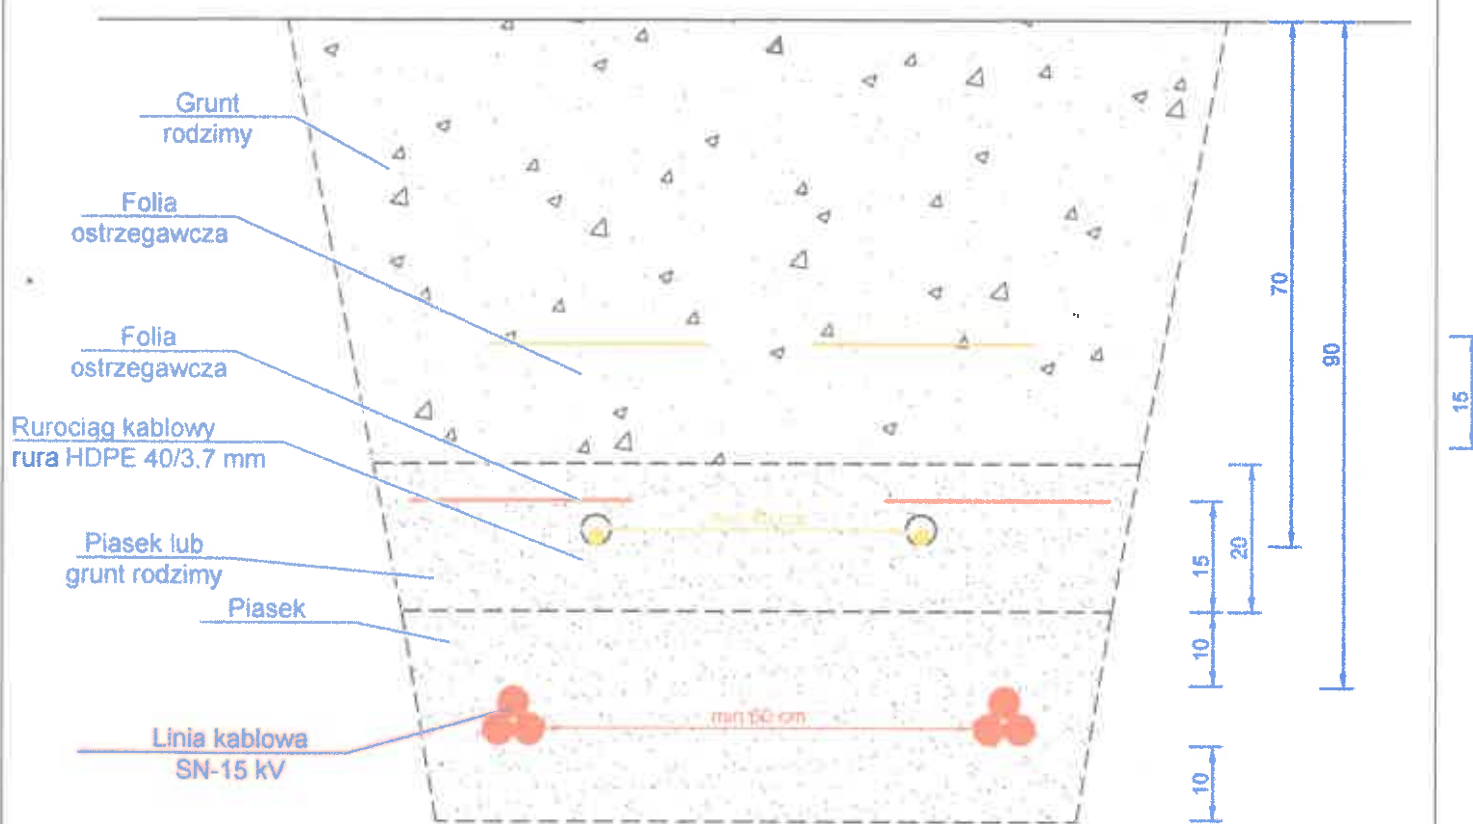 Grunt
rodzimy
Folia
ostrzegawcza
Folia
ostrzegawcza
Rurociąg kablowy
rura HDPE 40/3.7 mm
Piasek lub
grunt rodzimy
Piasek
Linia kablowa
SN-15 kV
min 60 cm
70
90
15
15
20
10
10